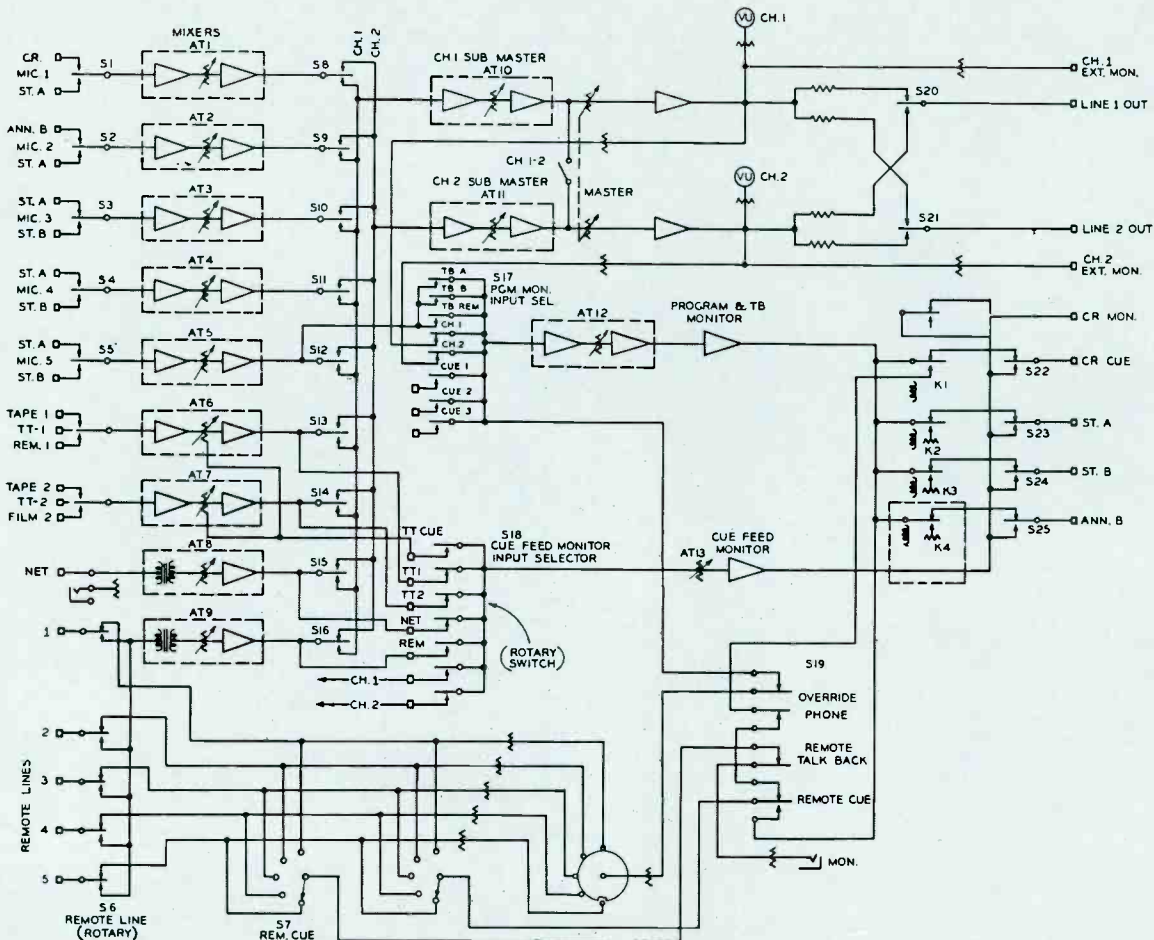 MIXERS
AT1
CR.
MIC. 1
ST. A
S1
S8
CH. 1
CH. 2
CH 1 SUB MASTER
AT10
VU
CH. 1
CH. 1
EXT. MON.
S20
LINE 1 OUT
ANN. B
MIC. 2
ST. A
S2
AT2
S9
CH 1-2
MASTER
CH. 2 SUB MASTER
AT11
VU
CH. 2
S21
LINE 2 OUT
CH. 2
EXT. MON.
ST. A
MIC. 3
ST. B
S3
AT3
S10
ST. A
MIC. 4
ST. B
S4
AT4
S11
ST. A
MIC. 5
ST. B
S5
AT5
S12
TB A
TB B
TB REM
CH. 1
CH. 2
CUE 1
CUE 2
CUE 3
S17
PGM MON.
INPUT SEL.
AT12
PROGRAM & TB
MONITOR
CR MON.
CR CUE
K1
S22
ST. A
K2
S23
ST. B
K3
S24
ANN. B
K4
S25
TAPE 1
TT-1
REM. 1
AT6
S13
TAPE 2
TT-2
FILM 2
AT7
S14
NET
AT8
S15
AT9
S16
TT CUE
TT1
TT2
NET
REM
CH. 1
CH. 2
S18
CUE FEED MONITOR
INPUT SELECTOR
(ROTARY
SWITCH)
AT13
CUE FEED
MONITOR
S19
OVERRIDE
PHONE
REMOTE
TALK BACK
REMOTE CUE
MON.
REMOTE LINES
1
2
3
4
5
S6
REMOTE LINE
(ROTARY)
S7
REM. CUE